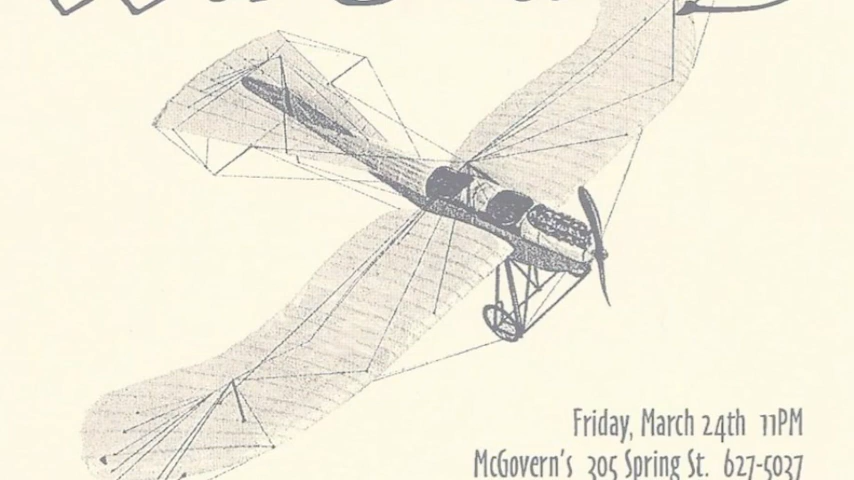 Friday, March 24th 11PM
McGovern's 305 Spring St. 627-5037